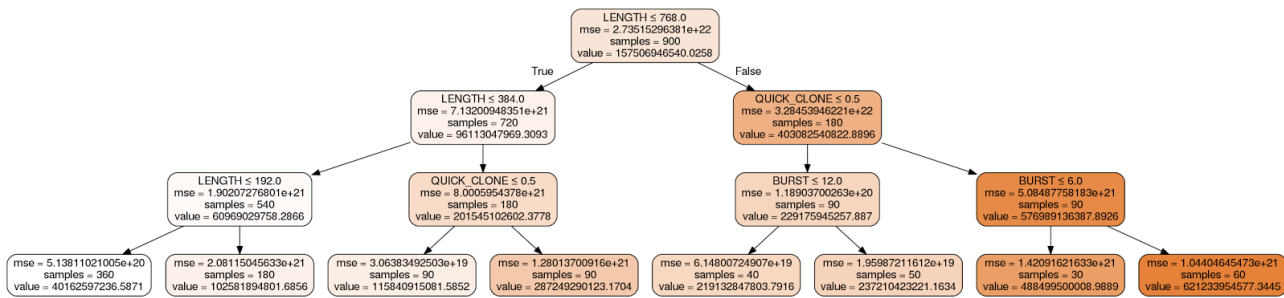 LENGTH ≤ 768.0
mse = 2.73515296381e+22
samples = 900
value = 157506946540.0258
True
False
LENGTH ≤ 384.0
mse = 7.13200948351e+21
samples = 720
value = 96113047969.3093
QUICK_CLONE ≤ 0.5
mse = 3.28453946221e+22
samples = 180
value = 403082540822.8896
LENGTH ≤ 192.0
mse = 1.90207276801e+21
samples = 540
value = 60969029758.2866
QUICK_CLONE ≤ 0.5
mse = 8.0005954378e+21
samples = 180
value = 201545102602.3778
BURST ≤ 12.0
mse = 1.18903700263e+20
samples = 90
value = 229175945257.887
BURST ≤ 6.0
mse = 5.08487758183e+21
samples = 90
value = 576989136387.8926
mse = 5.13811021005e+20
samples = 360
value = 40162597236.5871
mse = 2.08115045633e+21
samples = 180
value = 102581894801.6856
mse = 3.06383492503e+19
samples = 90
value = 115840915081.5852
mse = 1.28013700916e+21
samples = 90
value = 287249290123.1704
mse = 6.14800724907e+19
samples = 40
value = 219132847803.7916
mse = 1.95987211612e+19
samples = 50
value = 237210423221.1634
mse = 1.42091621633e+21
samples = 30
value = 488499500008.9889
mse = 1.04404645473e+21
samples = 60
value = 621233954577.3445